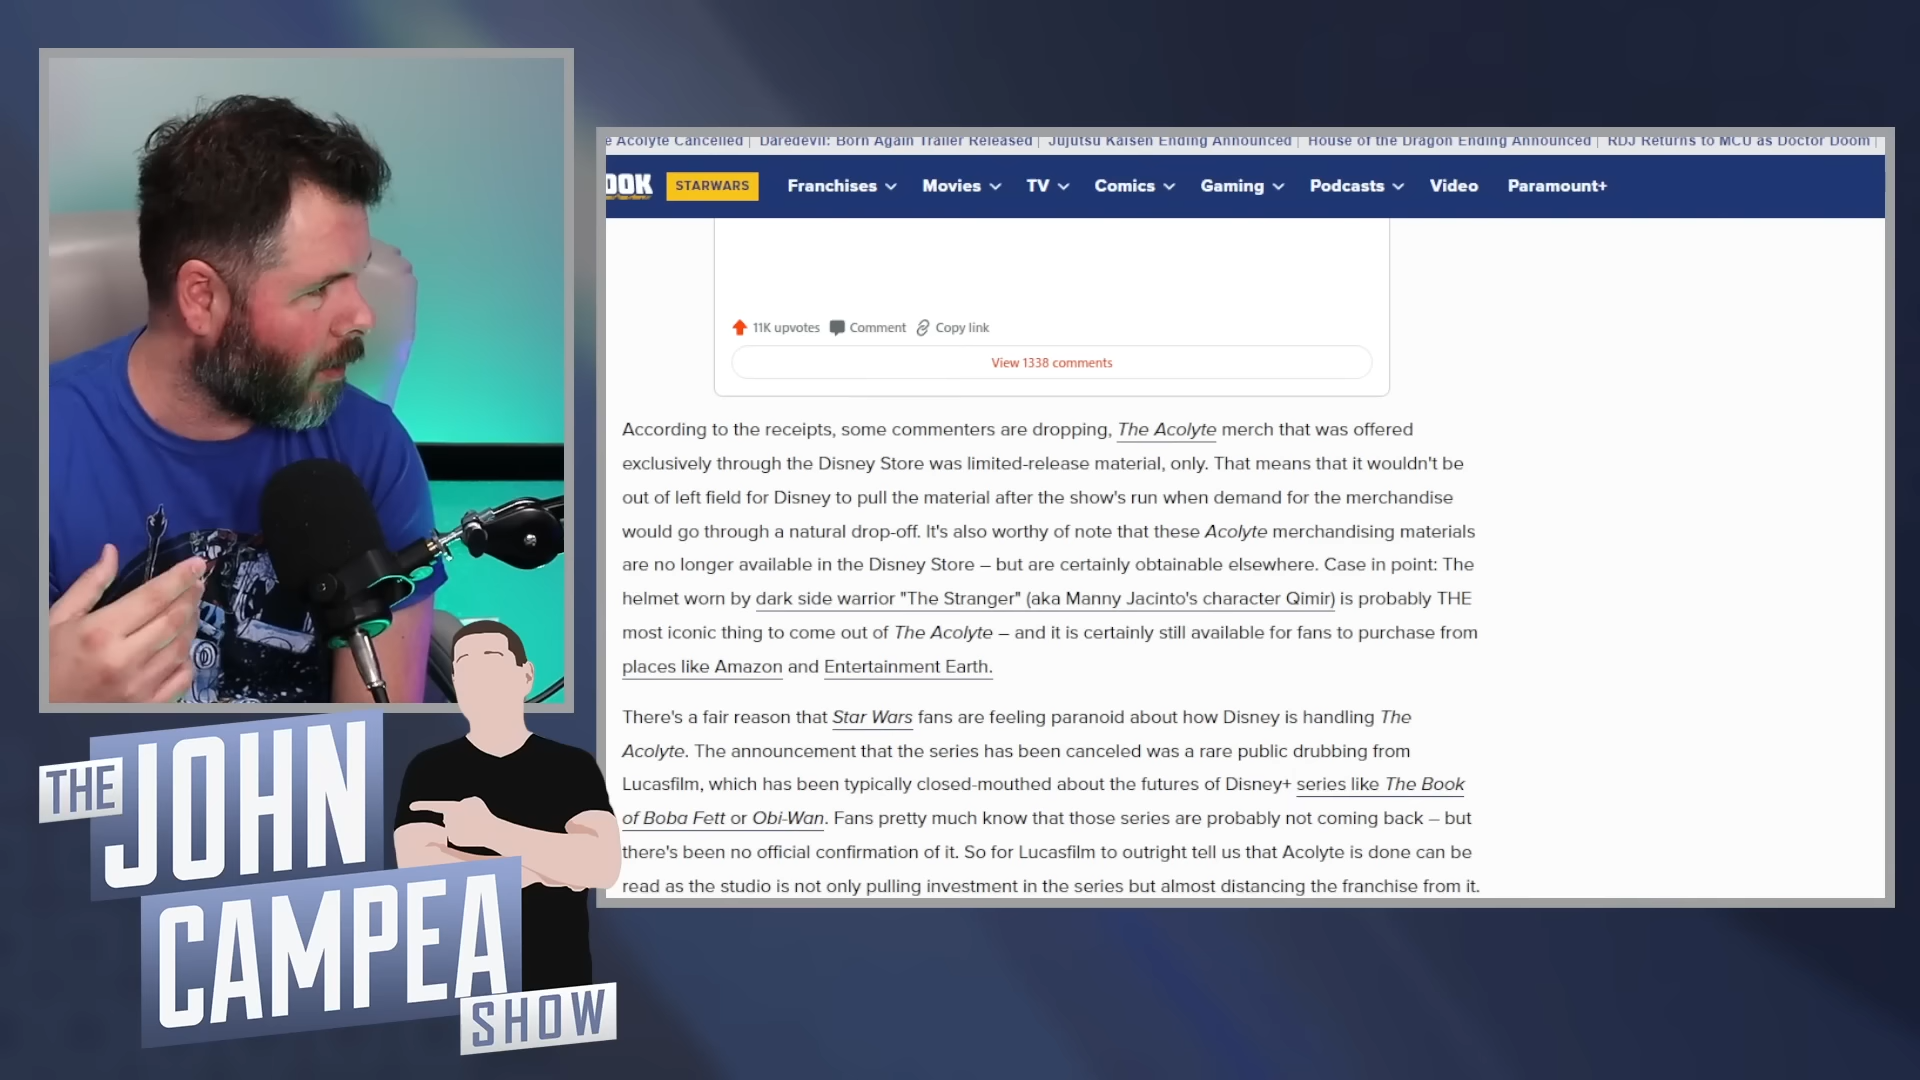 e Acolyte Cancelled | Daredevil: Born Again Trailer Released | Jujutsu Kaisen Ending Announced | House of the Dragon Ending Announced | RDJ Returns to MCU as Doctor Doom |
OOK STARWARS Franchises Movies TV Comics Gaming Podcasts Video Paramount+
11K upvotes Comment Copy link
View 1338 comments
According to the receipts, some commenters are dropping, The Acolyte merch that was offered
exclusively through the Disney Store was limited-release material, only. That means that it wouldn't be
out of left field for Disney to pull the material after the show's run when demand for the merchandise
would go through a natural drop-off. It's also worthy of note that these Acolyte merchandising materials
are no longer available in the Disney Store – but are certainly obtainable elsewhere. Case in point: The
helmet worn by dark side warrior "The Stranger" (aka Manny Jacinto's character Qimir) is probably THE
most iconic thing to come out of The Acolyte – and it is certainly still available for fans to purchase from
places like Amazon and Entertainment Earth.
There's a fair reason that Star Wars fans are feeling paranoid about how Disney is handling The
Acolyte. The announcement that the series has been canceled was a rare public drubbing from
Lucasfilm, which has been typically closed-mouthed about the futures of Disney+ series like The Book
of Boba Fett or Obi-Wan. Fans pretty much know that those series are probably not coming back – but
there's been no official confirmation of it. So for Lucasfilm to outright tell us that Acolyte is done can be
read as the studio is not only pulling investment in the series but almost distancing the franchise from it.
THE
JOHN
CAMPEA
SHOW